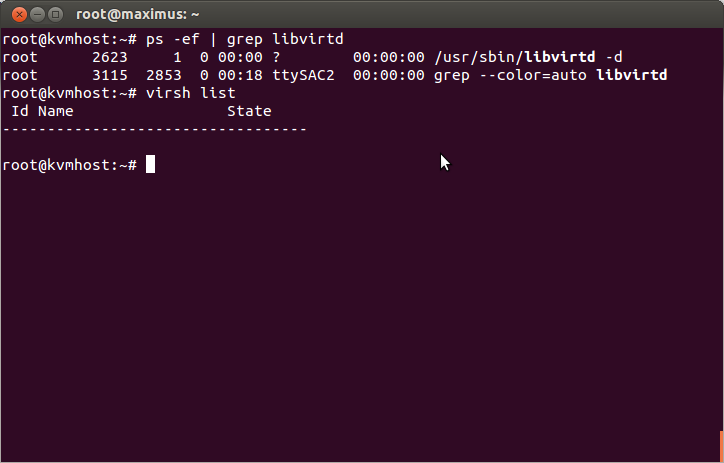 root@maximus: ~
root@kvmhost:~# ps -ef | grep libvirtd
root      2623     1  0 00:00 ?        00:00:00 /usr/sbin/libvirtd -d
root      3115  2853  0 00:18 ttySAC2  00:00:00 grep --color=auto libvirtd
root@kvmhost:~# virsh list
 Id Name                 State
----------------------------------
root@kvmhost:~#